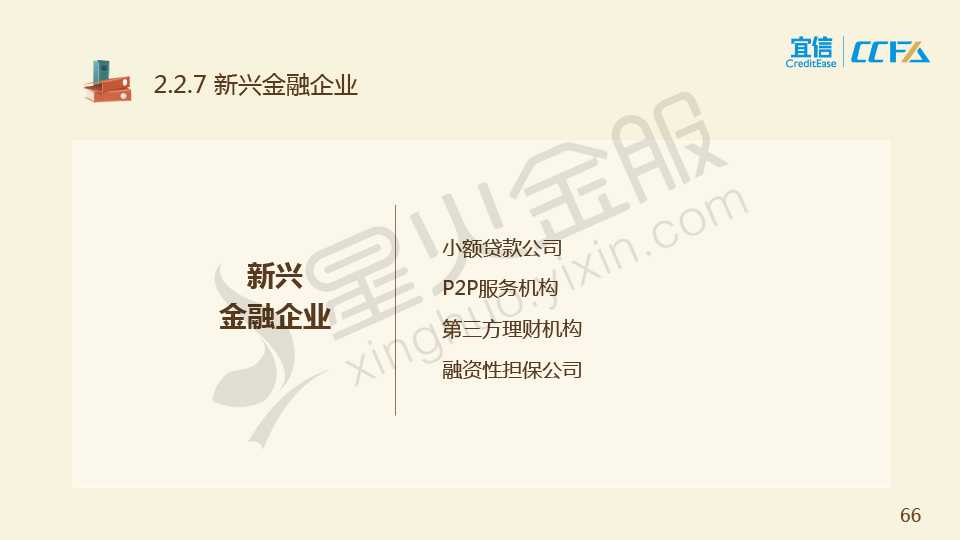 宜信
CreditEase
CCFA
2.2.7 新兴金融企业
星火金服
xinghuo.yixin.com
新兴
金融企业
小额贷款公司
P2P服务机构
第三方理财机构
融资性担保公司
66